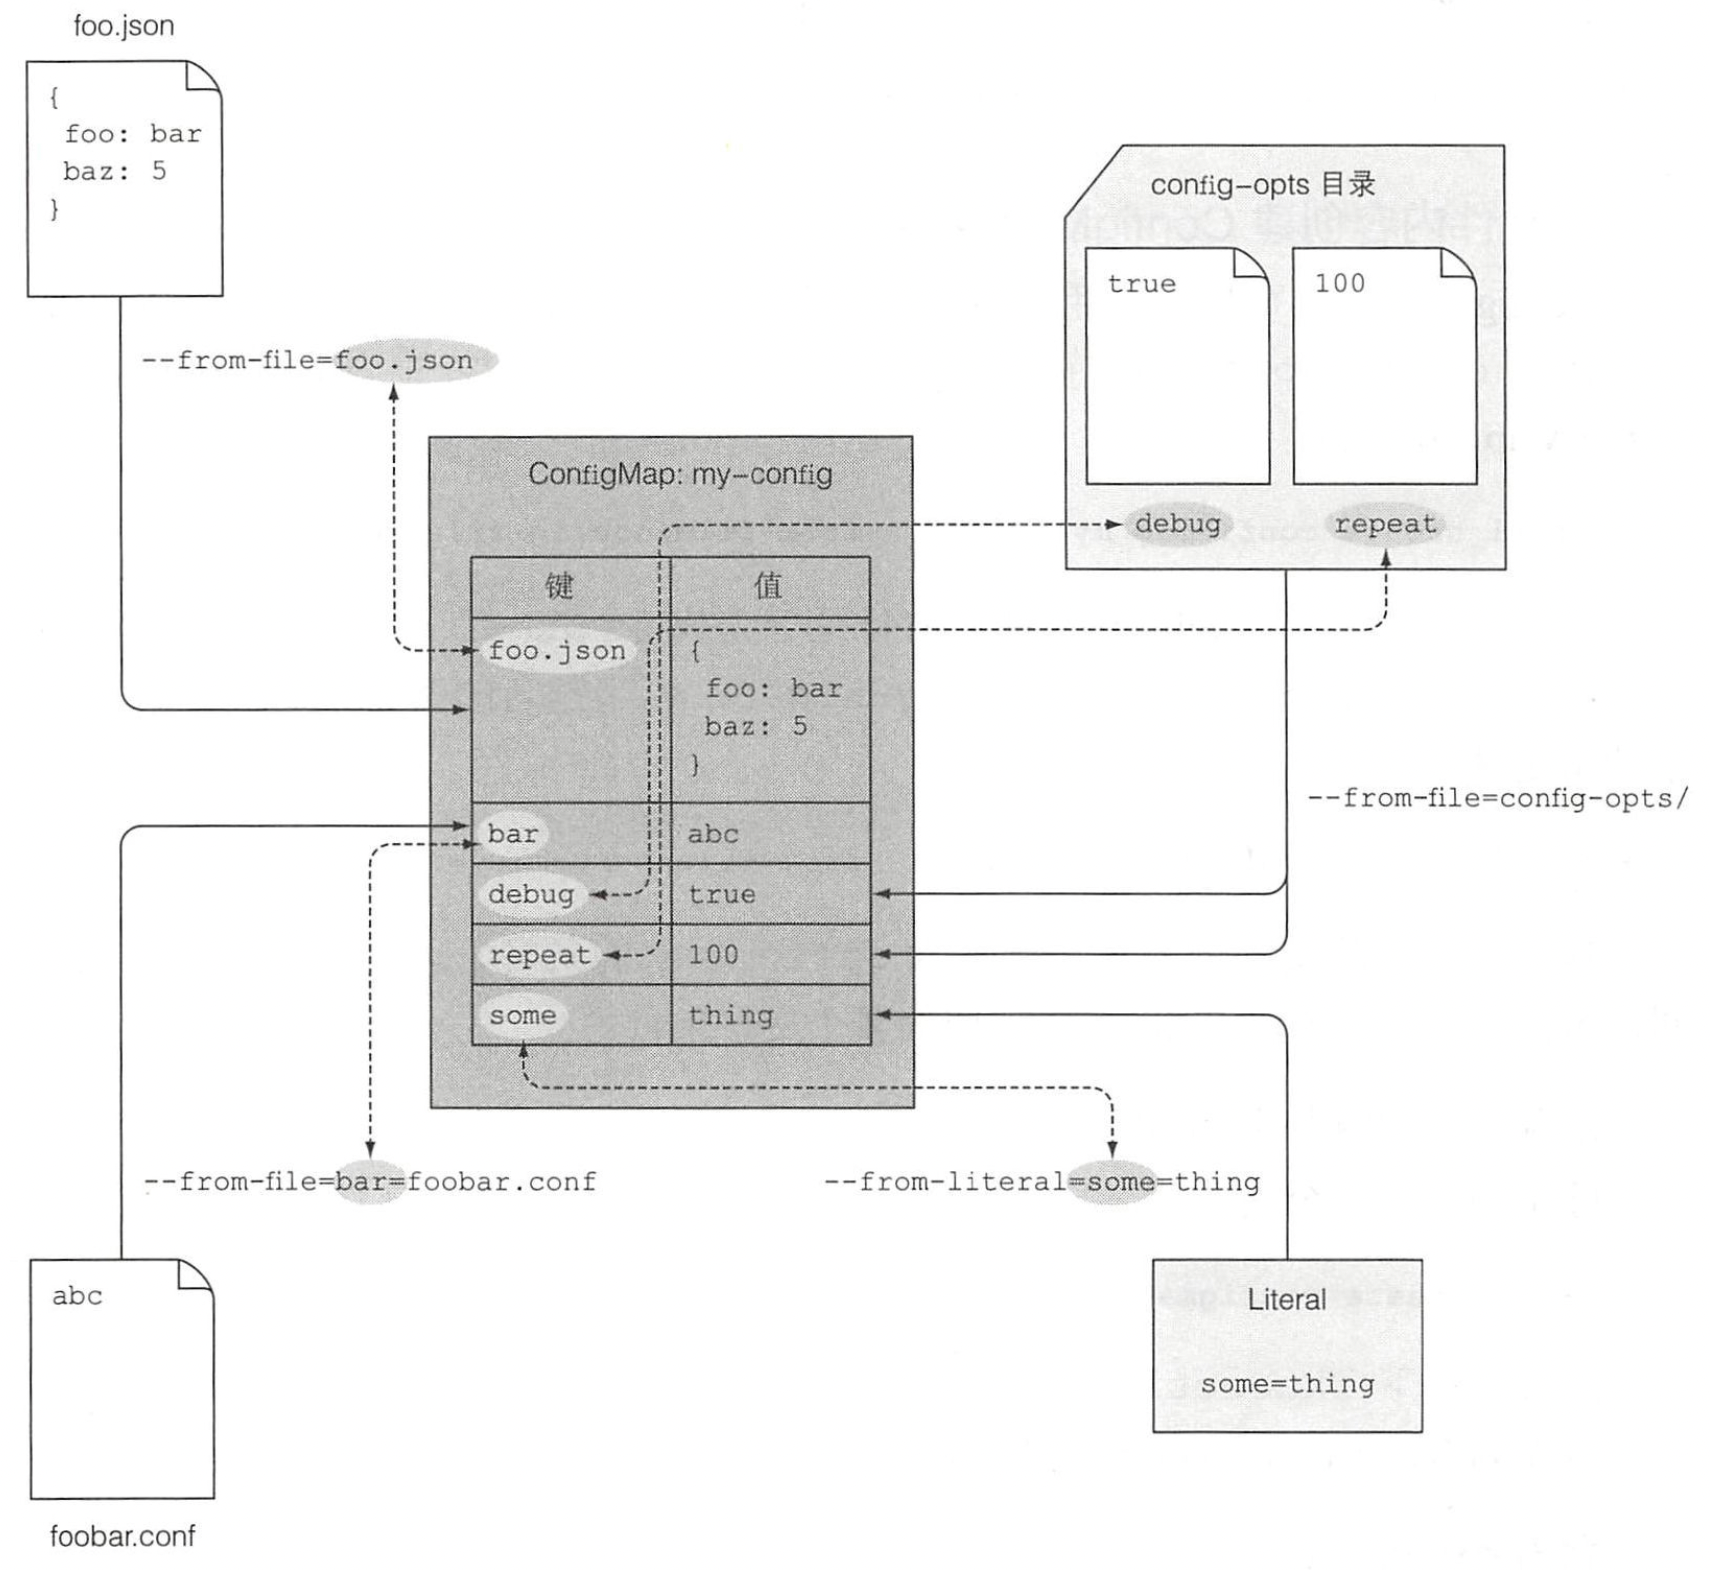 foo.json
{
foo: bar
baz: 5
}
--from-file=foo.json
config-opts 目录
true
100
debug
repeat
ConfigMap: my-config
键 值
foo.json
{
foo: bar
baz: 5
}
bar abc
debug true
repeat 100
some thing
--from-file=config-opts/
--from-file=bar=foobar.conf
--from-literal=some=thing
abc
foobar.conf
Literal
some=thing